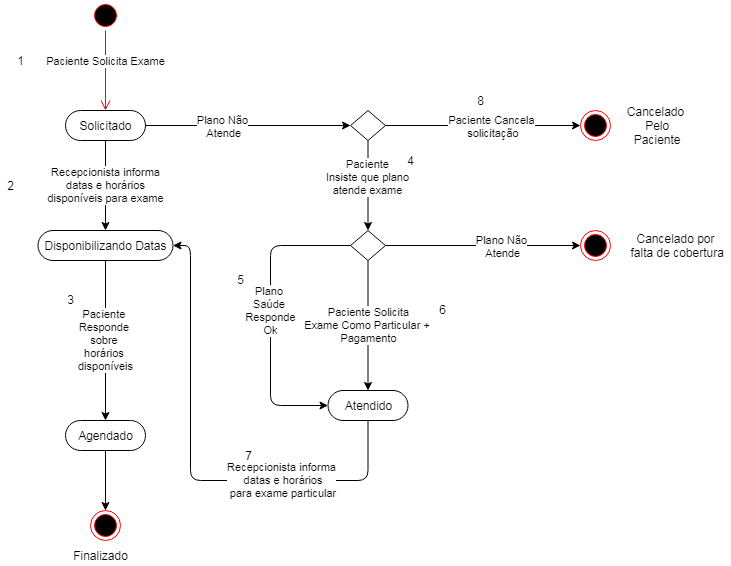 1
Paciente Solicita Exame
8
Solicitado
Plano Não
Atende
Paciente Cancela
solicitação
Cancelado
Pelo
Paciente
2
Recepcionista informa
datas e horários
disponíveis para exame
Paciente
Insiste que plano
atende exame
4
Disponibilizando Datas
Plano Não
Atende
Cancelado por
falta de cobertura
3
Paciente
Responde
sobre
horários
disponíveis
5
Plano
Saúde
Responde
Ok
6
Paciente Solicita
Exame Como Particular +
Pagamento
Atendido
Agendado
7
Recepcionista informa
datas e horários
para exame particular
Finalizado